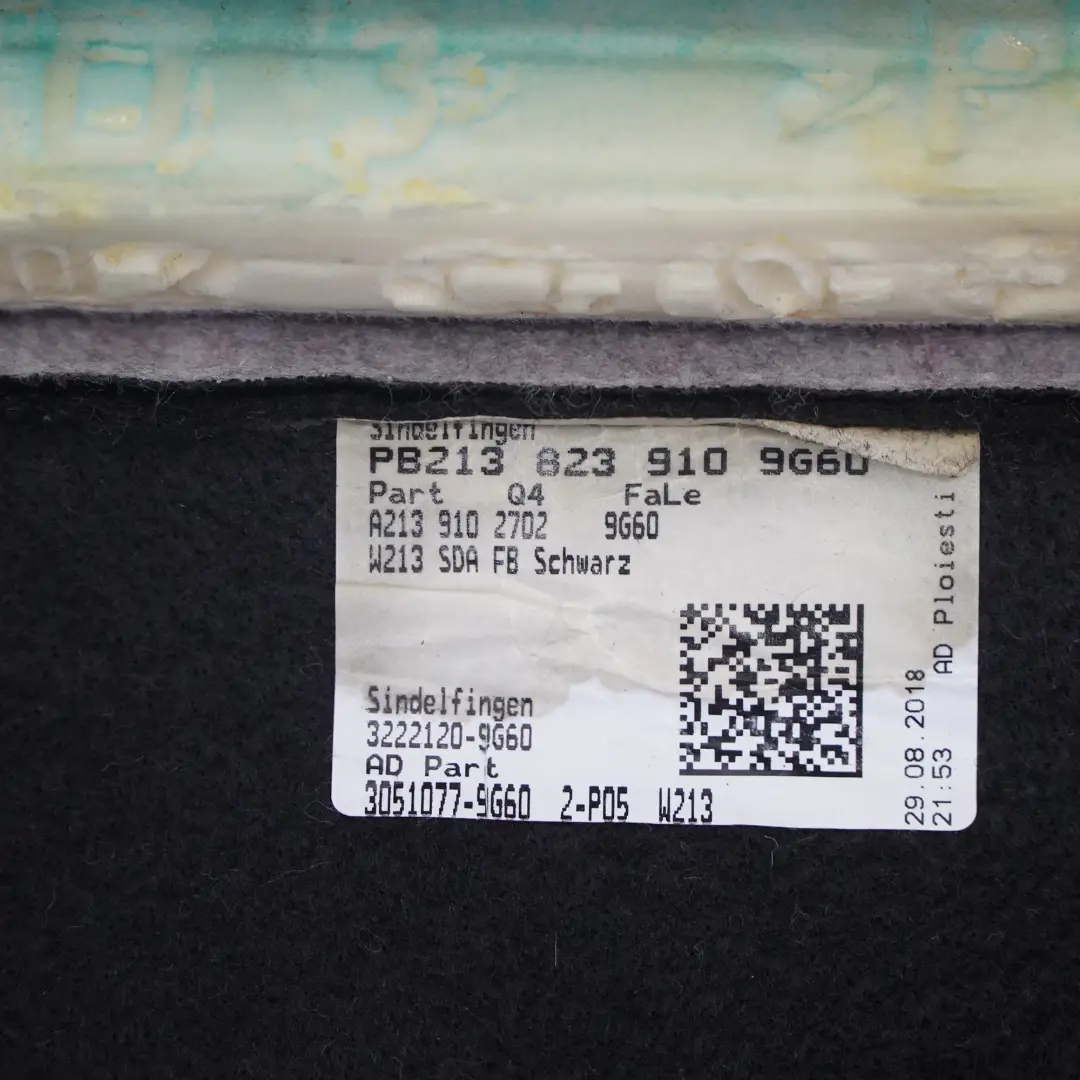 Sindelfingen
PB213 823 910 9G60
Part Q4 FaLe
A213 910 2702 9G60
W213 SDA FB Schwarz
Sindelfingen
3222120-9G60
AD Part
3051077-9G60 2-P05 W213
29.08.2018 AD Ploiesti
21:53